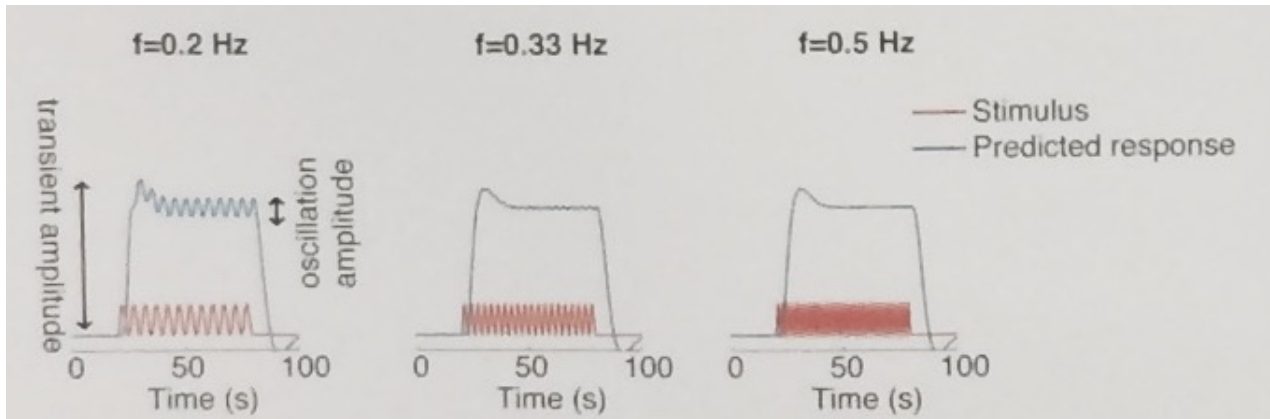 f=0.2 Hz
f=0.33 Hz
f=0.5 Hz
Stimulus
Predicted response
transient amplitude
oscillation
amplitude
0 50 100
Time (s)
0 50 100
Time (s)
0 50 100
Time (s)